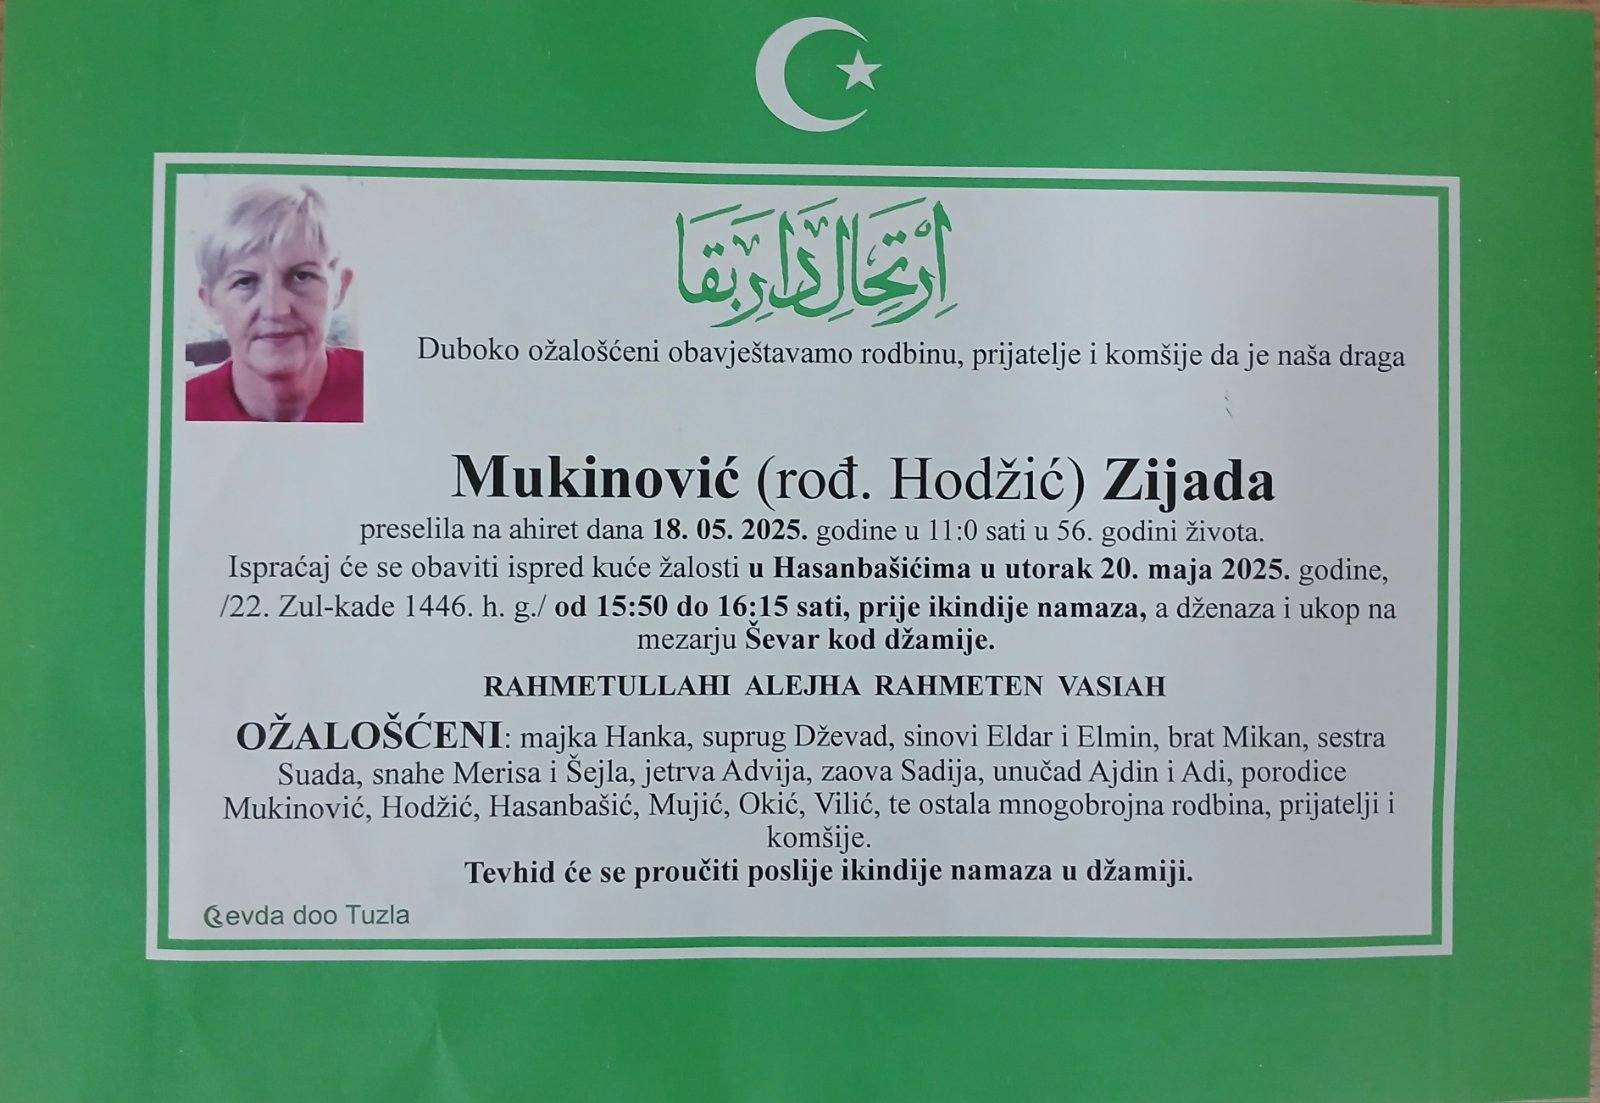 اِرْتِحَالِ دَارِ بَقَا
Duboko ožalošćeni obavještavamo rodbinu, prijatelje i komšije da je naša draga
Mukinović (rođ. Hodžić) Zijada
preselila na ahiret dana 18. 05. 2025. godine u 11:0 sati u 56. godini života.
Ispraćaj će se obaviti ispred kuće žalosti u Hasanbašićima u utorak 20. maja 2025. godine,
/22. Zul-kade 1446. h. g./ od 15:50 do 16:15 sati, prije ikindije namaza, a dženaza i ukop na
mezarju Ševar kod džamije.
RAHMETULLAHI ALEJHA RAHMETEN VASIAH
OŽALOŠĆENI: majka Hanka, suprug Dževad, sinovi Eldar i Elmin, brat Mikan, sestra
Suada, snahe Merisa i Šejla, jetrva Advija, zaova Sadija, unučad Ajdin i Adi, porodice
Mukinović, Hodžić, Hasanbašić, Mujić, Okić, Vilić, te ostala mnogobrojna rodbina, prijatelji i
komšije.
Tevhid će se proučiti poslije ikindije namaza u džamiji.
Revda doo Tuzla